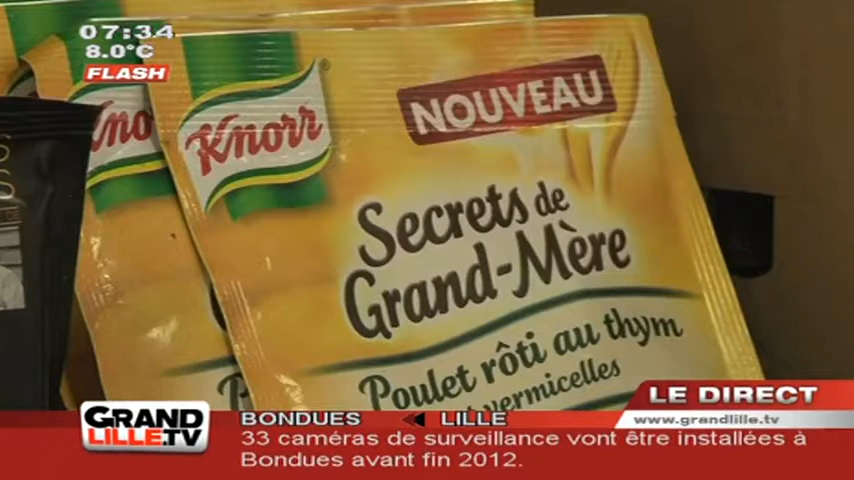 07:34
8.0°C
FLASH
Knorr
Kno
NOUVEAU
Secrets de
Grand-Mère
Poulet rôti au thym
vermicelles
LE DIRECT
www.grandlille.tv
GRAND
LILLE.TV
BONDUES
LILLE
33 caméras de surveillance vont être installées à
Bondues avant fin 2012.